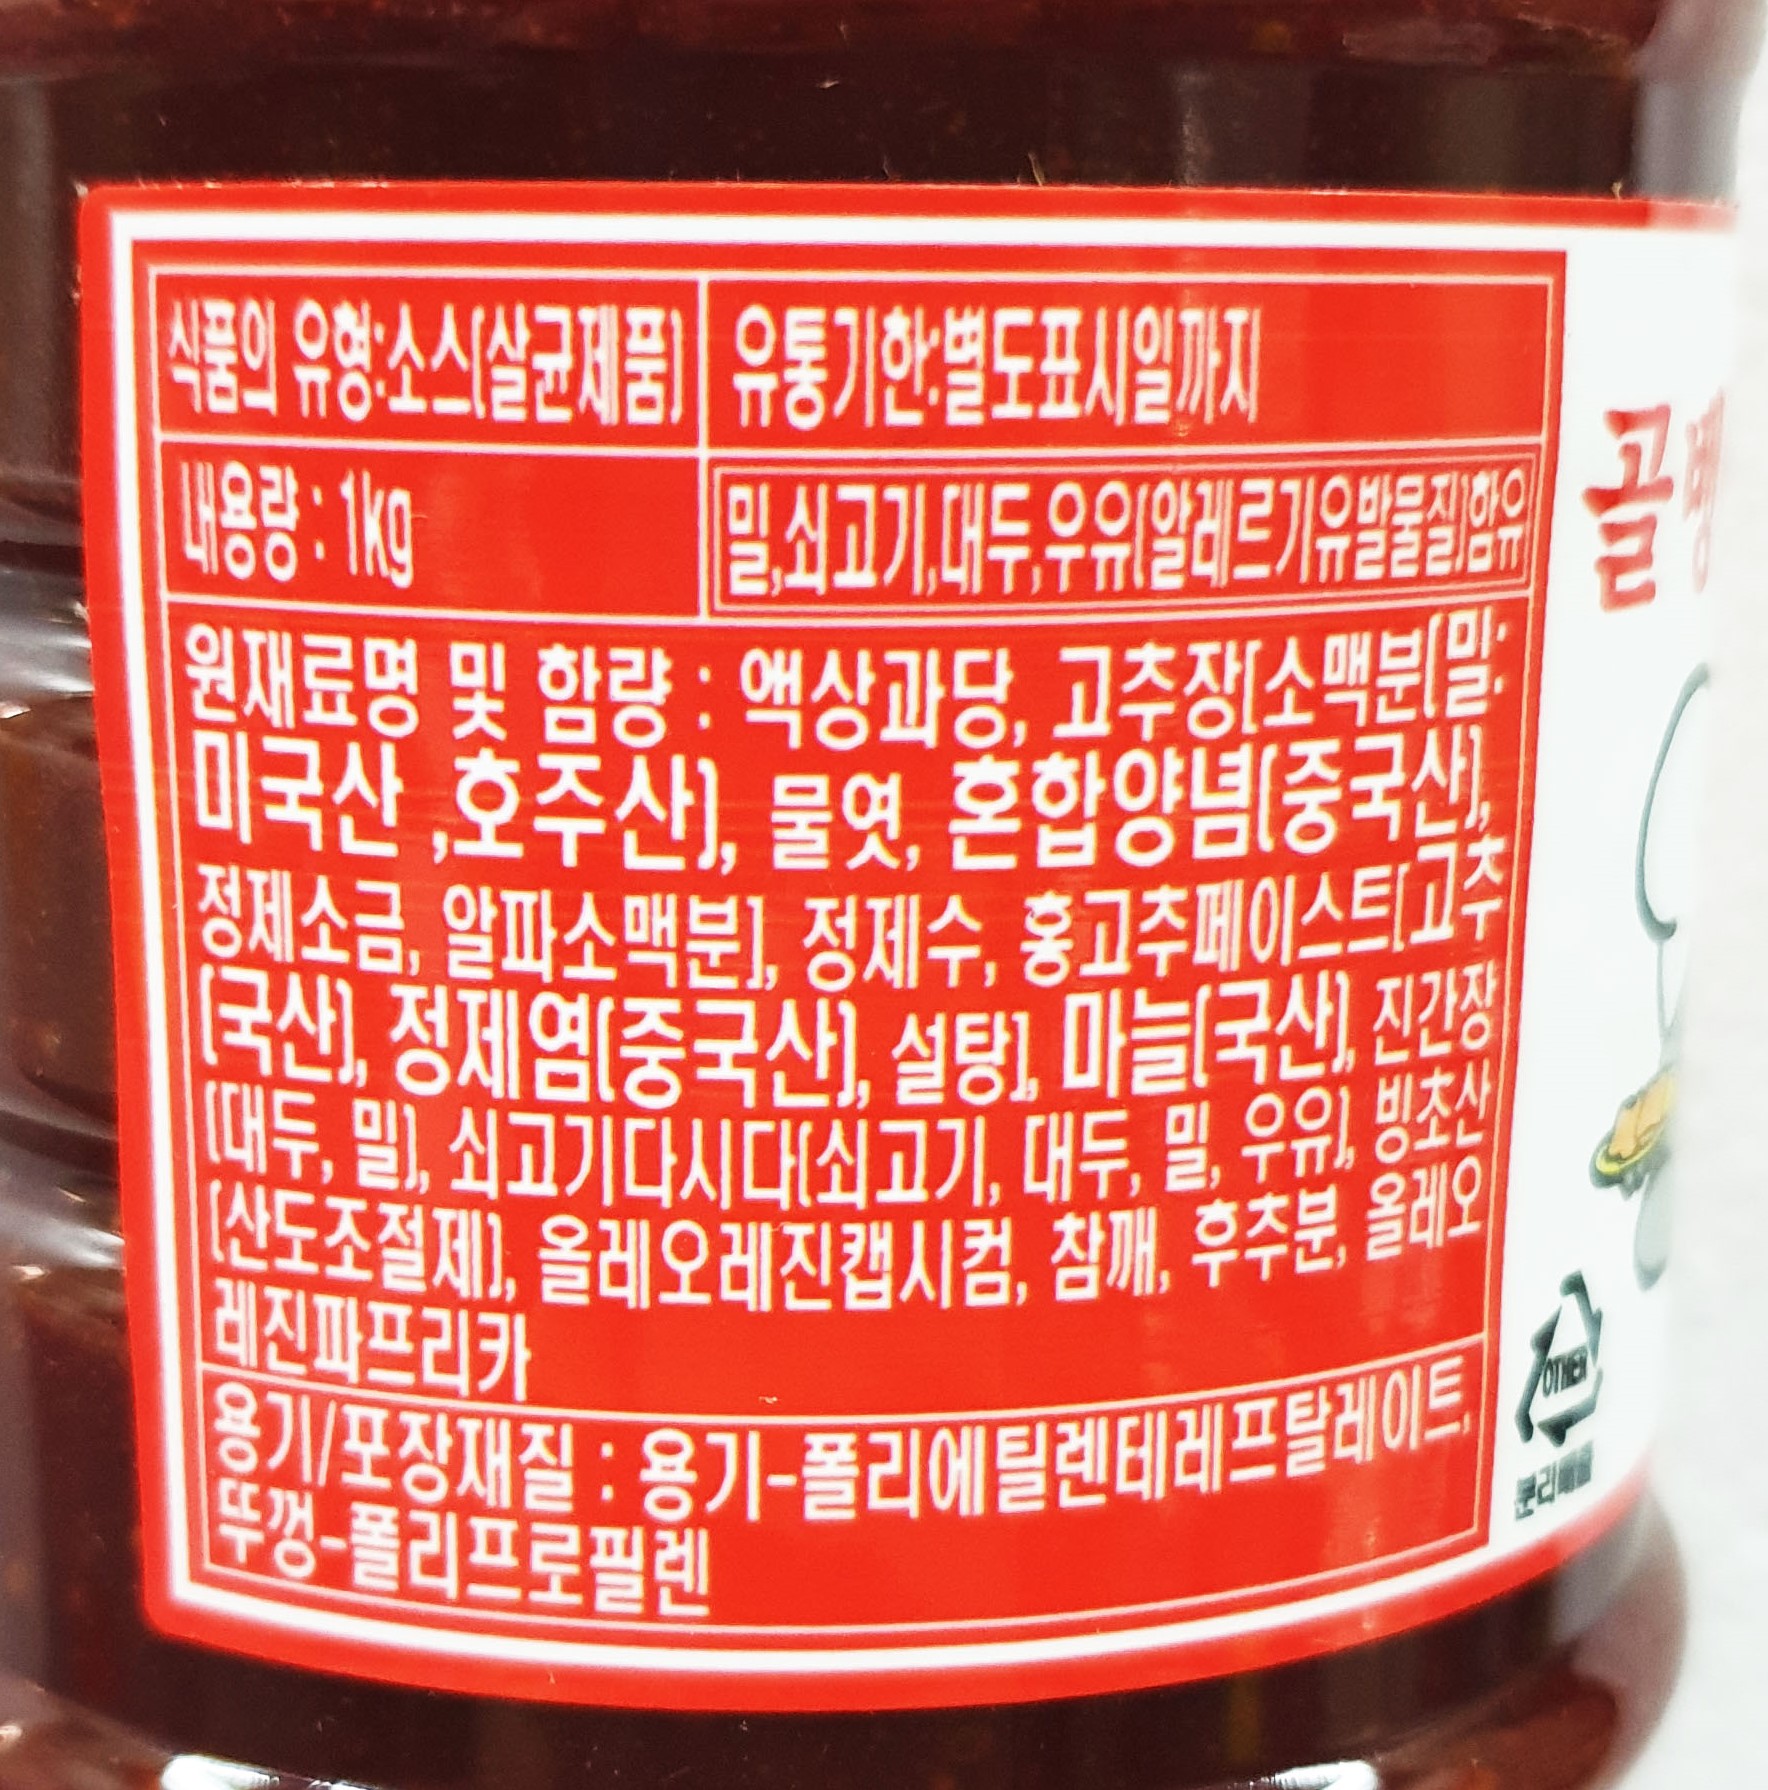 식품의 유형:소스(살균제품)
유통기한:별도표시일까지
내용량 : 1kg
밀,쇠고기,대두,우유(알레르기유발물질)함유
원재료명 및 함량 : 액상과당, 고추장[소맥분(밀:
미국산 ,호주산), 물엿, 혼합양념(중국산),
정제소금, 알파소맥분], 정제수, 홍고추페이스트[고추
(국산), 정제염(중국산), 설탕], 마늘(국산), 진간장
(대두, 밀), 쇠고기다시다(쇠고기, 대두, 밀, 우유), 빙초산
(산도조절제), 올레오레진캡시컴, 참깨, 후추분, 올레오
레진파프리카
용기/포장재질 : 용기-폴리에틸렌테레프탈레이트,
뚜껑-폴리프로필렌
골뱅
OTHER
분리배출